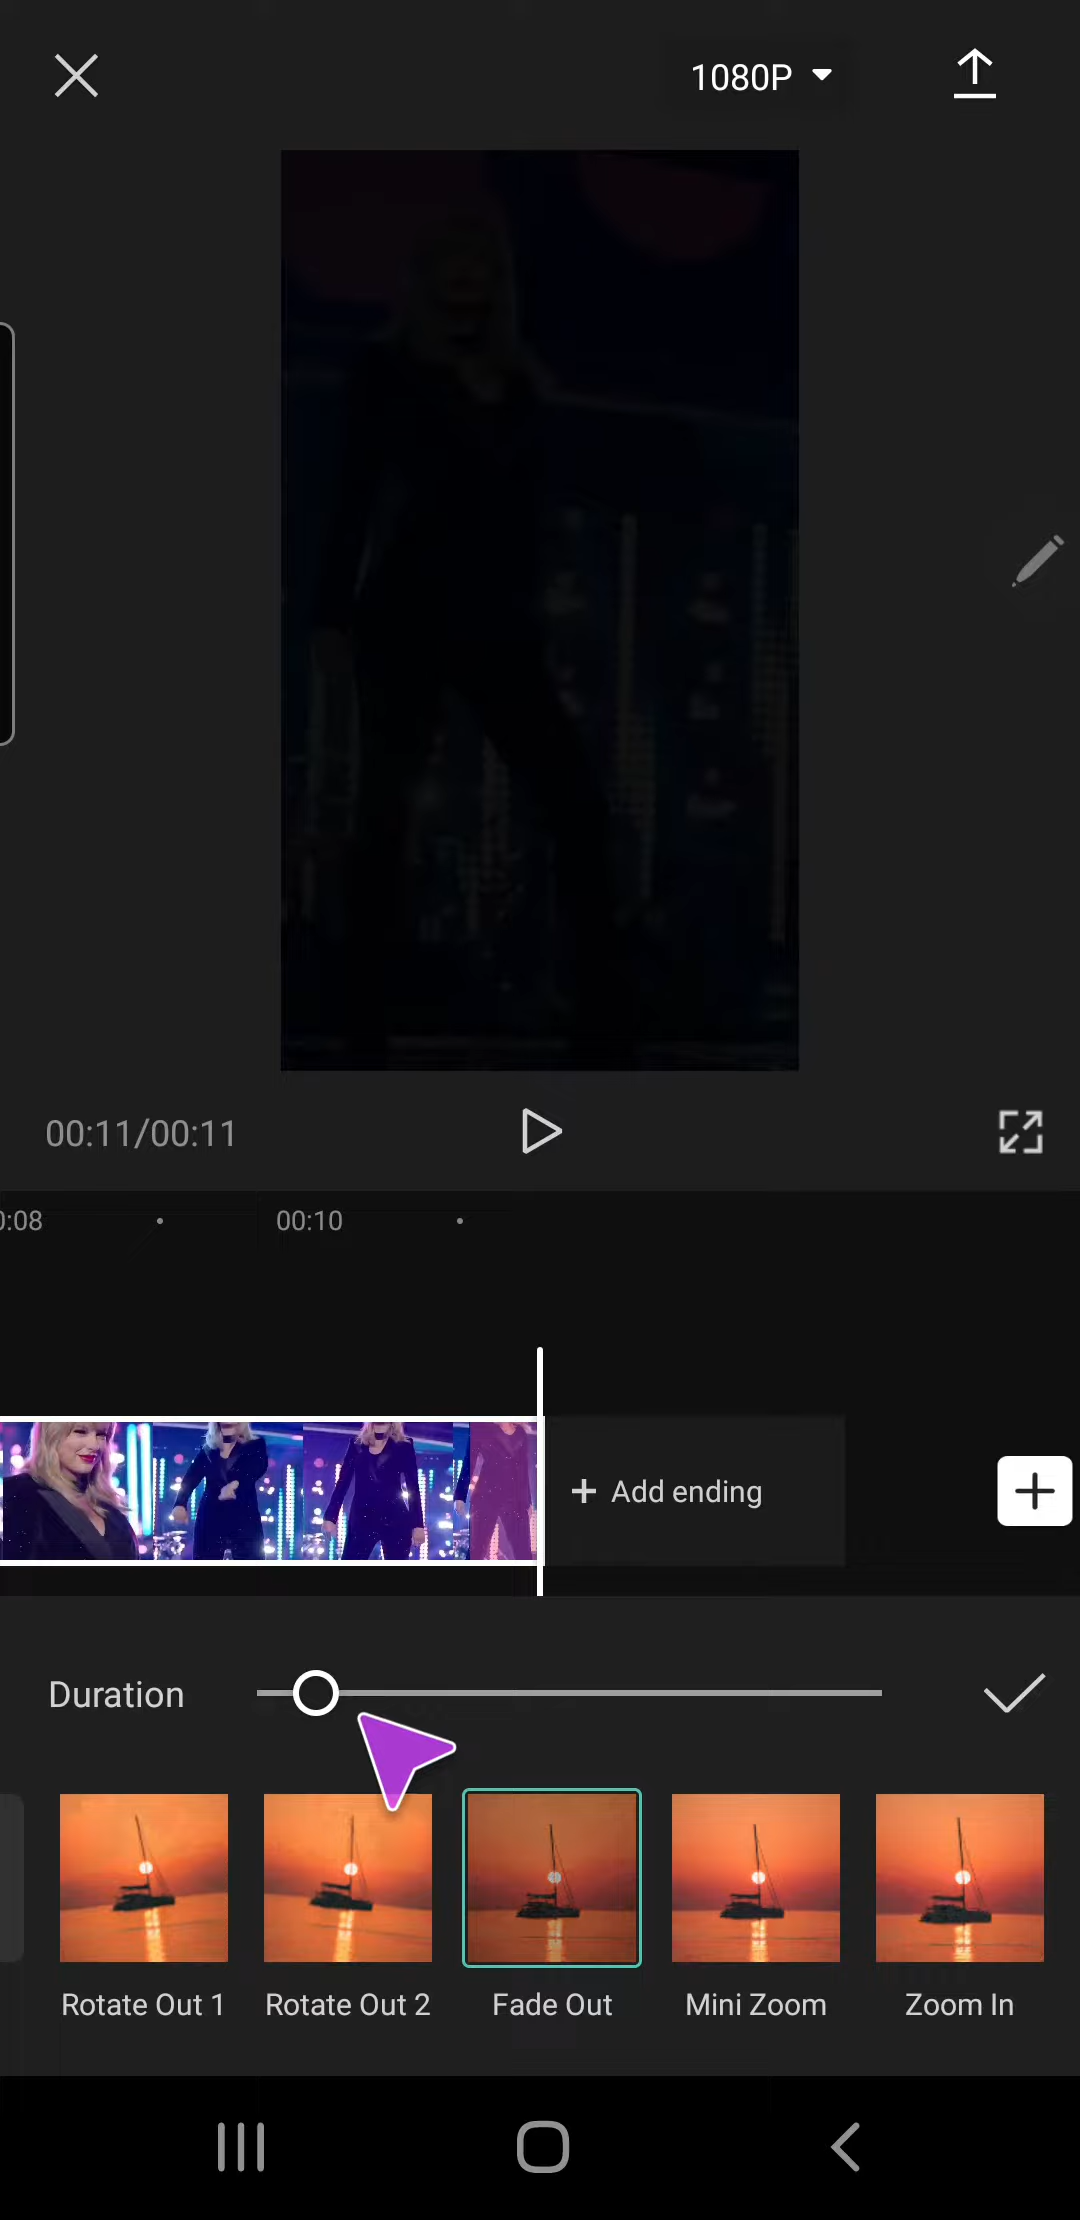 1080P
00:11/00:11
0:08
00:10
+ Add ending
Duration
Rotate Out 1
Rotate Out 2
Fade Out
Mini Zoom
Zoom In